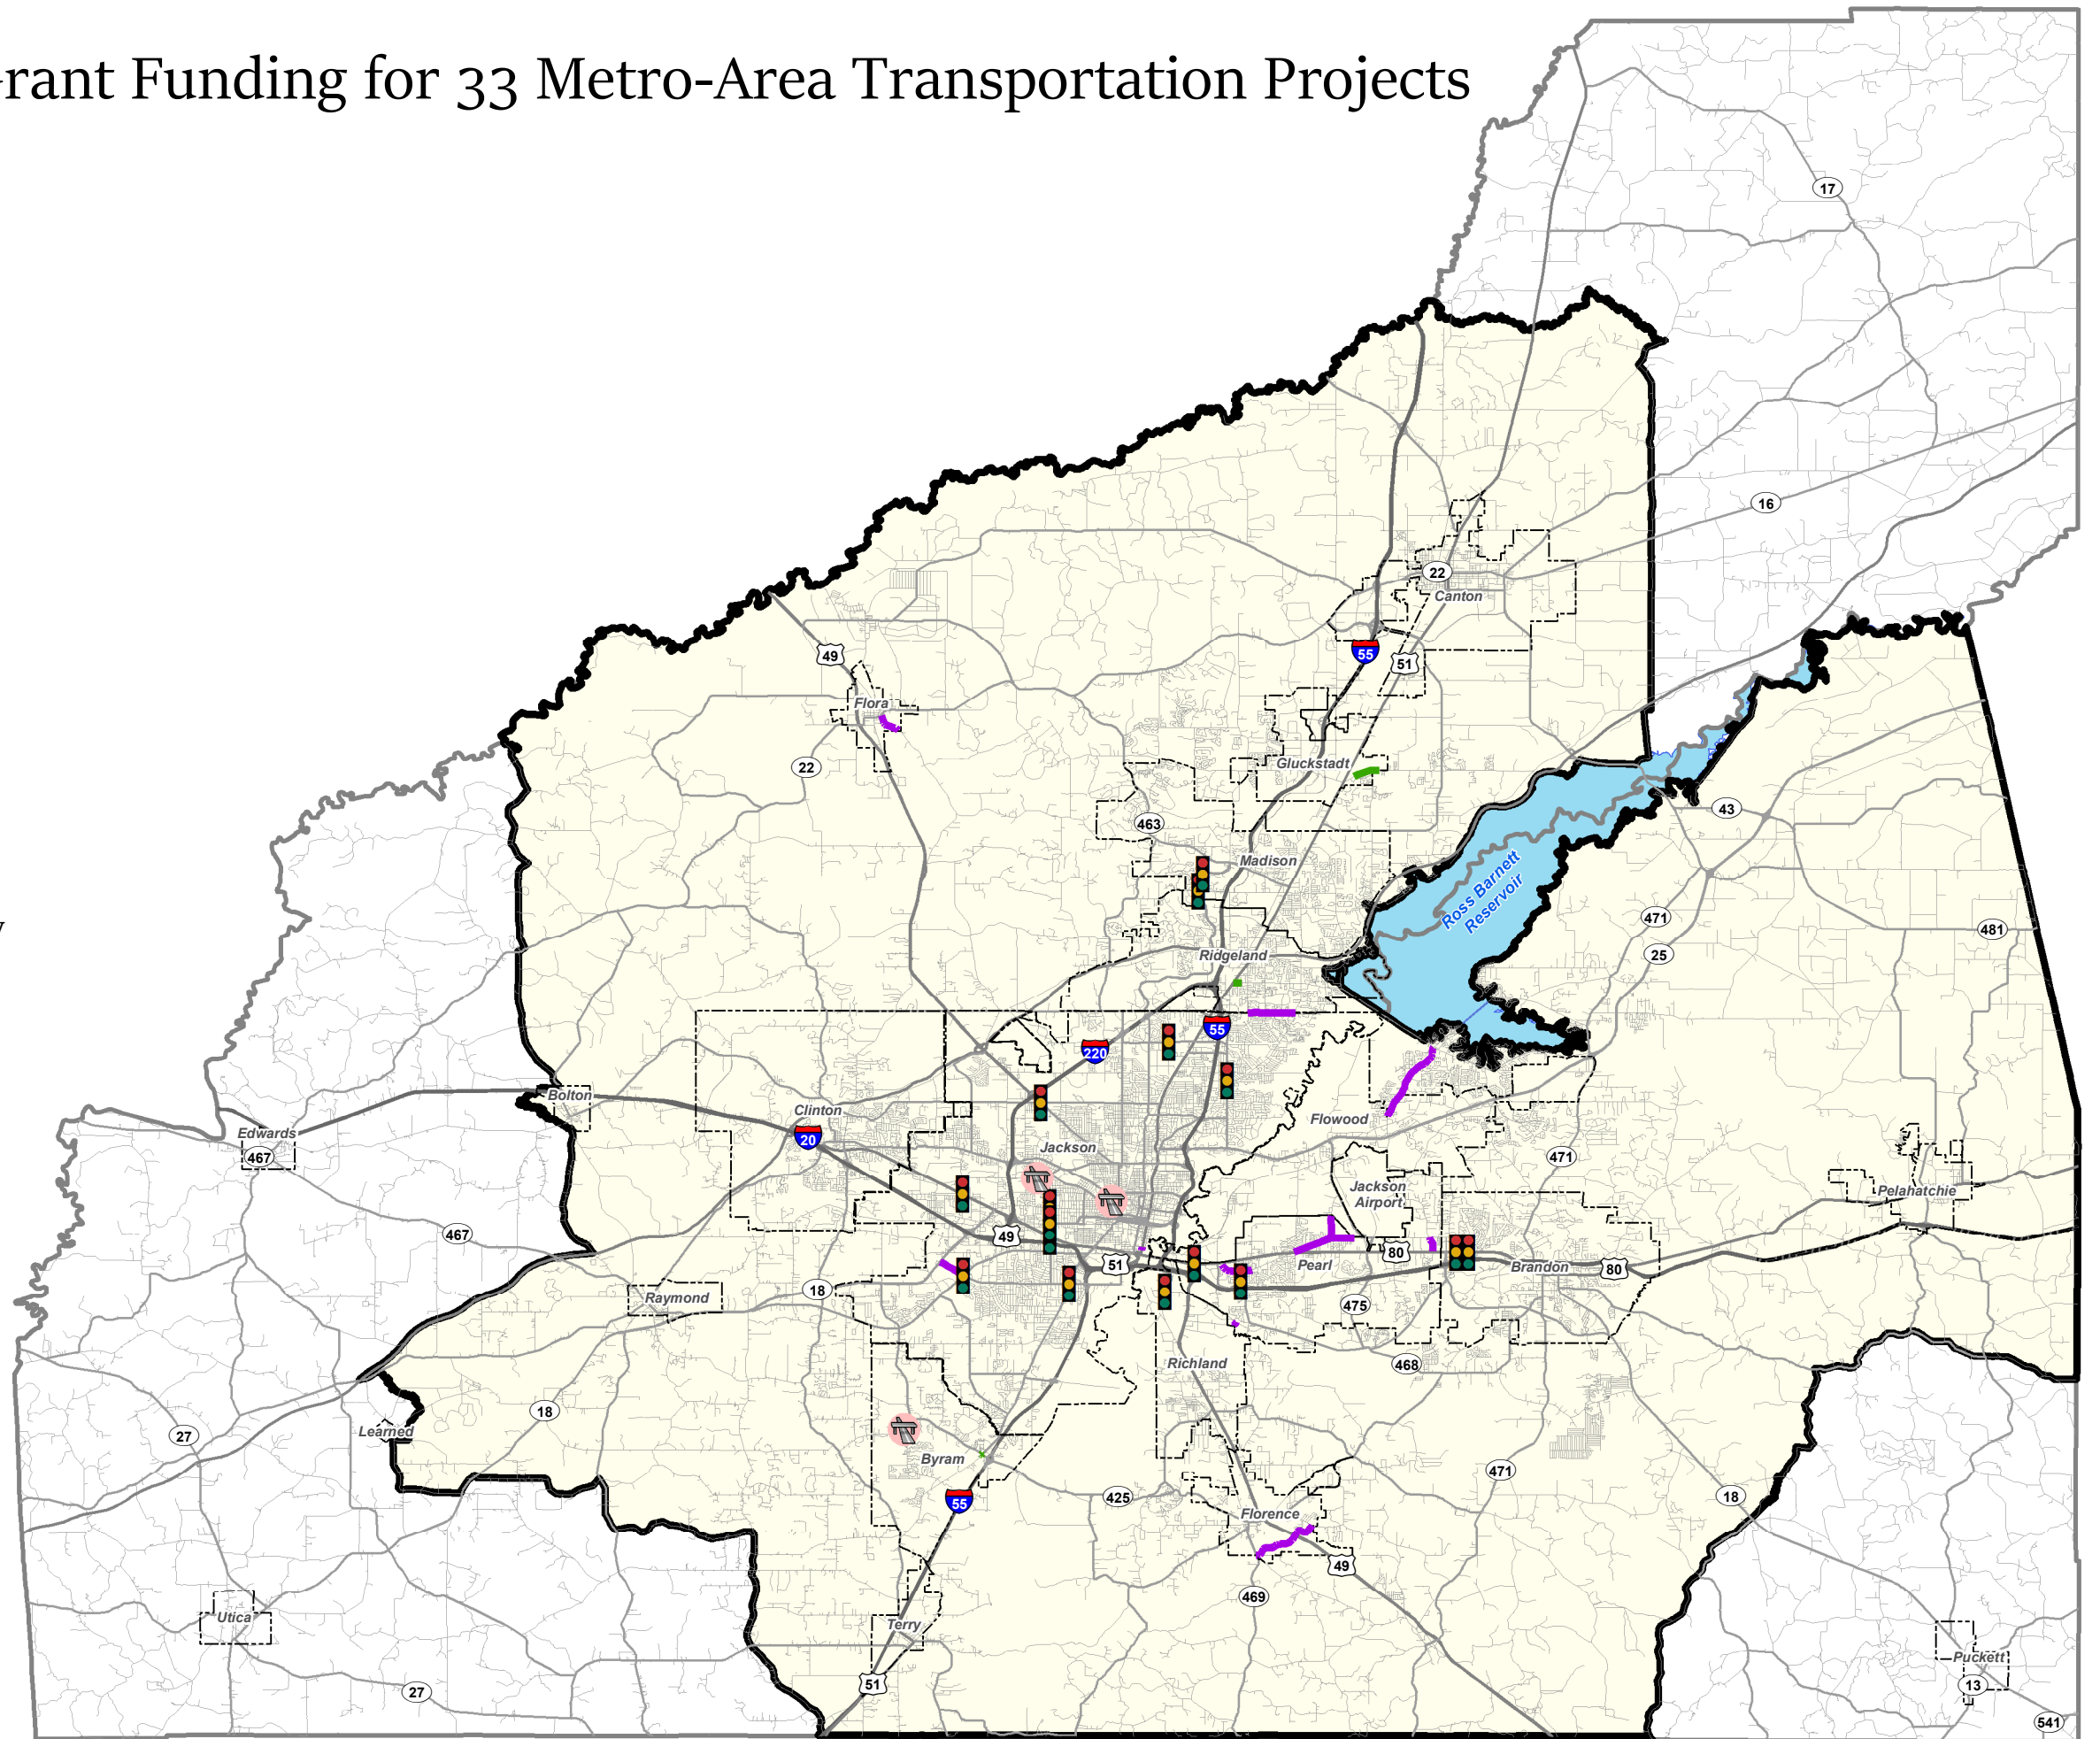 rant Funding for 33 Metro-Area Transportation Projects
17
16
22
Canton
55
51
49
Flora
22
Gluckstadt
43
463
Madison
Ross Barnett
Reservoir
471
481
25
Ridgeland
55
220
Bolton
Clinton
Flowood
Edwards
20
467
Jackson
471
Jackson
Airport
Pelahatchie
467
49
51
80
Pearl
Brandon
80
18
Raymond
475
Richland
468
18
27
Learned
Byram
471
55
425
18
Florence
49
469
Utica
Terry
Puckett
51
27
13
541